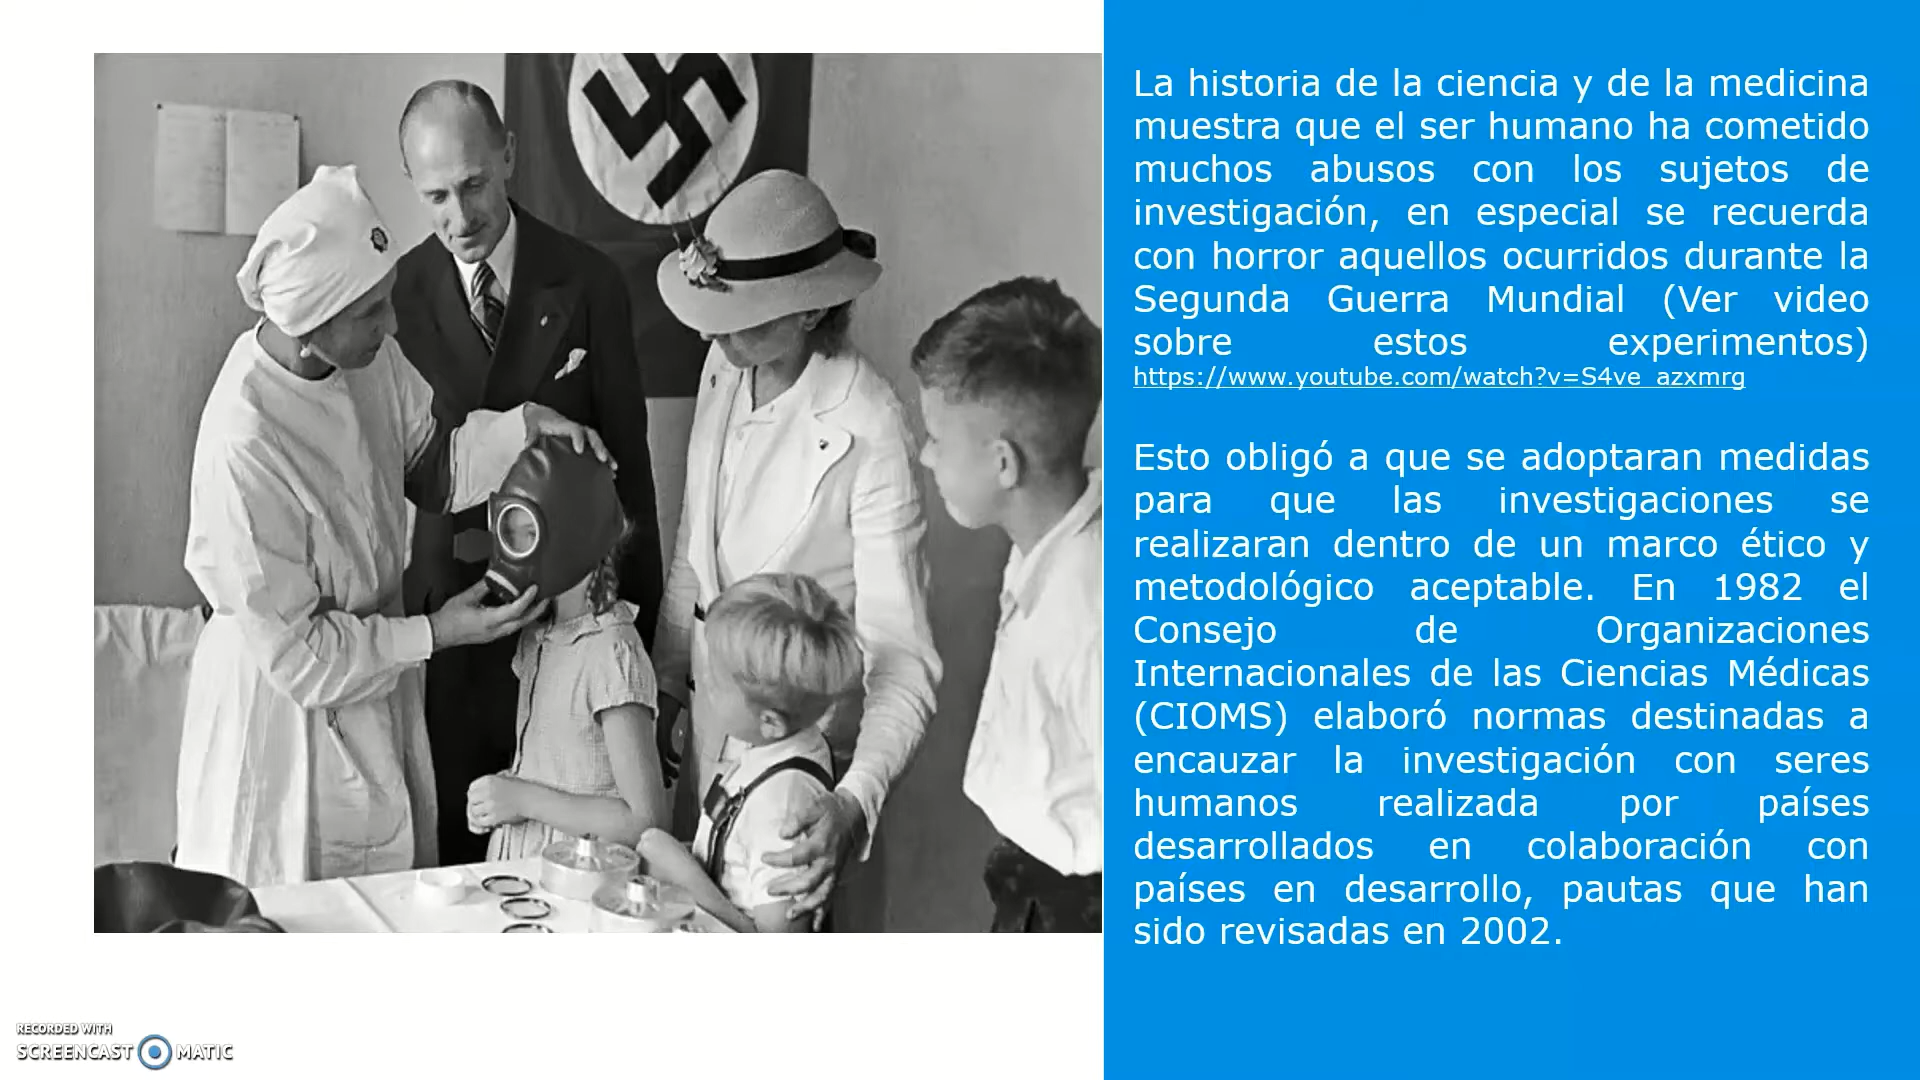 La historia de la ciencia y de la medicina
muestra que el ser humano ha cometido
muchos abusos con los sujetos de
investigación, en especial se recuerda
con horror aquellos ocurridos durante la
Segunda Guerra Mundial (Ver video
sobre estos experimentos)
https://www.youtube.com/watch?v=S4ve_azxmrg
Esto obligó a que se adoptaran medidas
para que las investigaciones se
realizaran dentro de un marco ético y
metodológico aceptable. En 1982 el
Consejo de Organizaciones
Internacionales de las Ciencias Médicas
(CIOMS) elaboró normas destinadas a
encauzar la investigación con seres
humanos realizada por países
desarrollados en colaboración con
países en desarrollo, pautas que han
sido revisadas en 2002.
RECORDED WITH
SCREENCAST MATIC